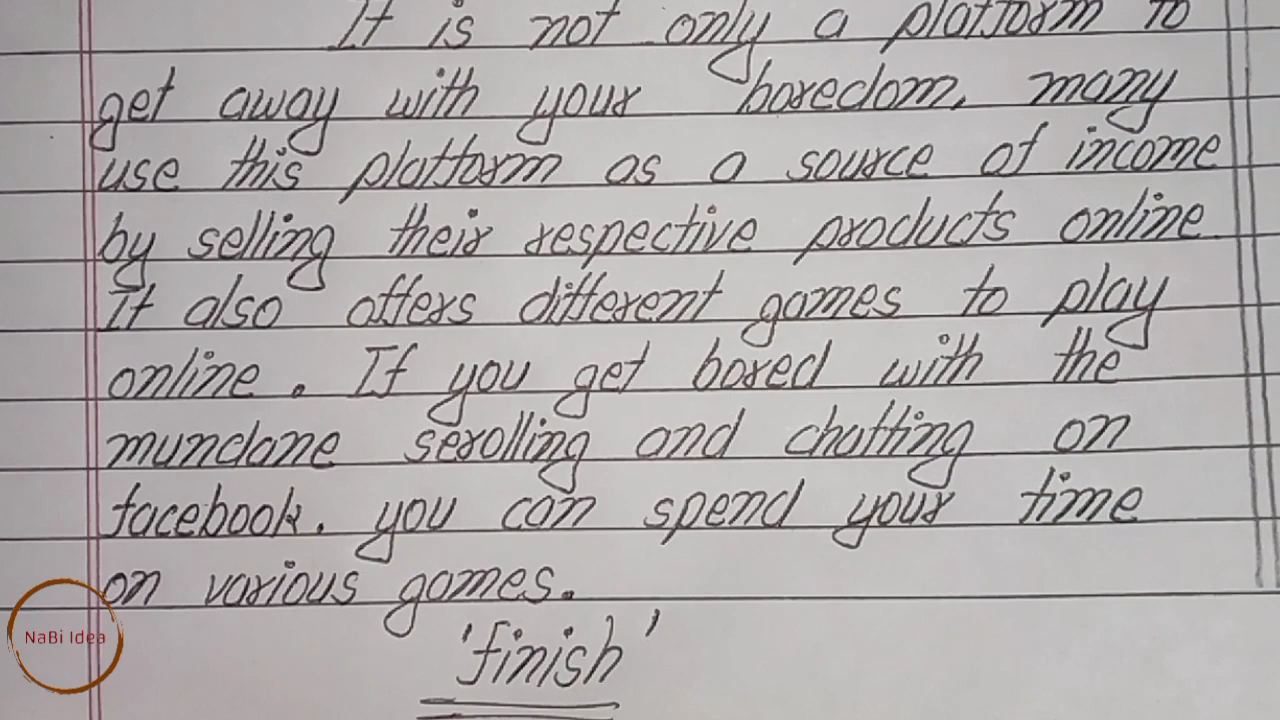 It is not only a platform to
get away with your boredom, many
use this platform as a source of income
by selling their respective products online
It also offers different games to play
online. If you get bored with the
mundane scrolling and chatting on
facebook. you can spend your time
on various games.
NaBi Idea
'finish'